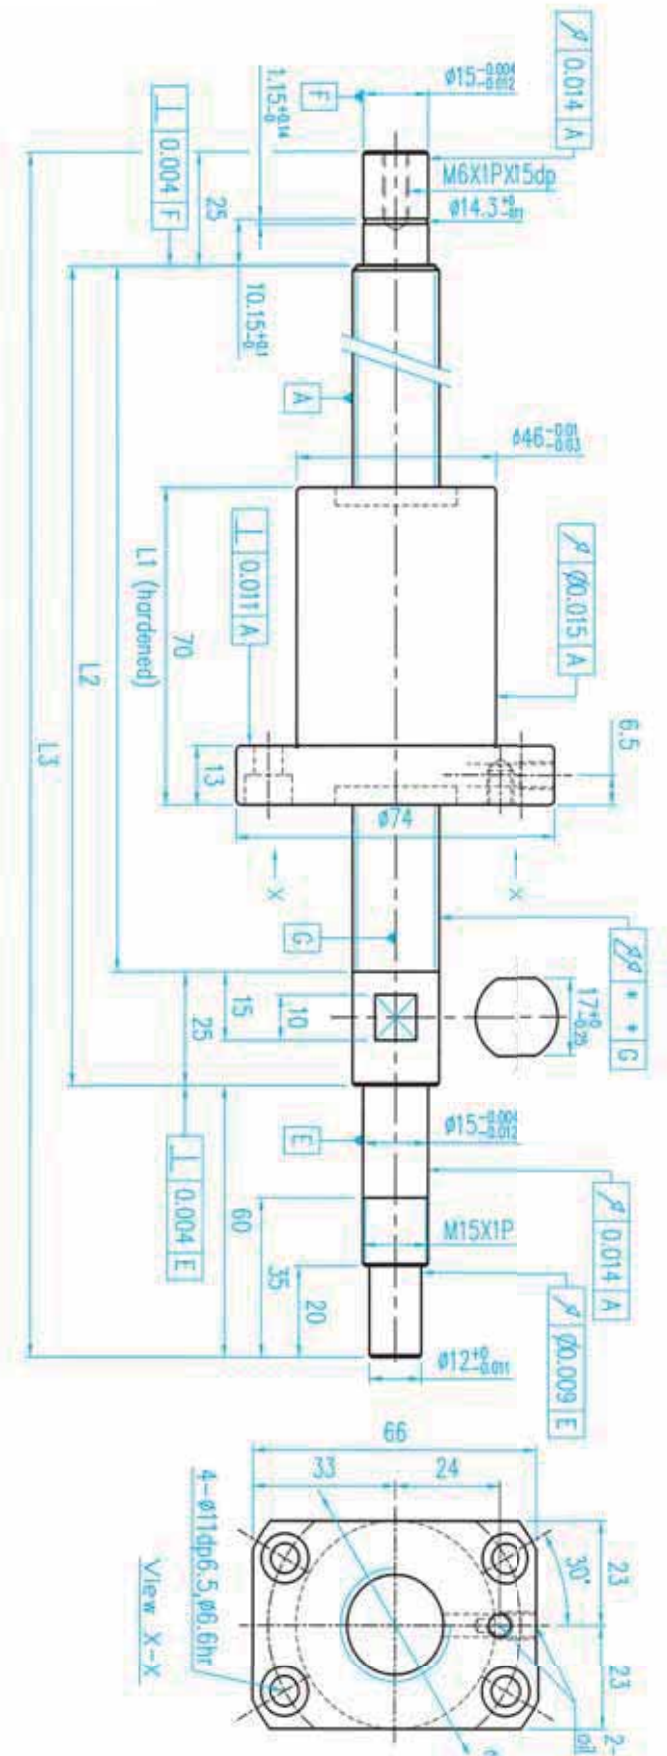 0.014 A
ø15 -0.004 -0.012
F
1.15 +0.14 -0
M6X1PX15dp
ø14.3 +0 -0.11
0.004 F
25
10.15 +0.1 -0
A
ø46 -0.01 -0.03
ø0.015 A
0.011 A
L1 (hardened)
70
L2
L3
13
6.5
ø74
X
X
G
* * G
17 +0 -0.25
15
10
25
ø15 -0.004 -0.012
E
0.004 E
0.014 A
M15X1P
60
35
20
ø0.009 E
ø12 +0 -0.011
66
33
24
30°
23
23
2-
oil
4-ø11dp6.5,ø6.6hr
View X-X